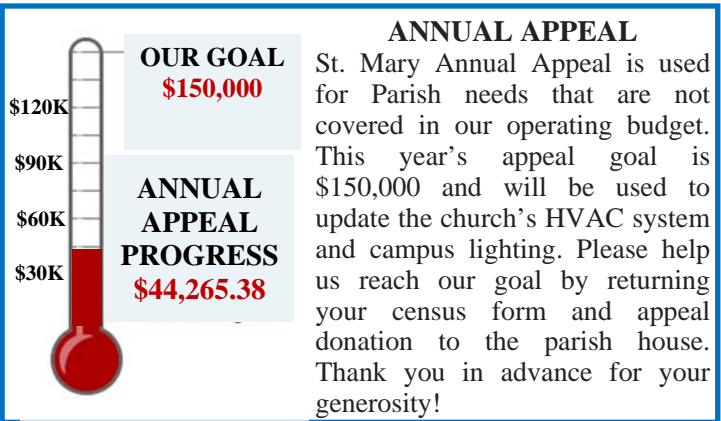 OUR GOAL
$150,000
$120K
$90K
$60K
$30K
ANNUAL
APPEAL
PROGRESS
$44,265.38
ANNUAL APPEAL
St. Mary Annual Appeal is used
for Parish needs that are not
covered in our operating budget.
This year's appeal goal is
$150,000 and will be used to
update the church's HVAC system
and campus lighting. Please help
us reach our goal by returning
your census form and appeal
donation to the parish house.
Thank you in advance for your
generosity!